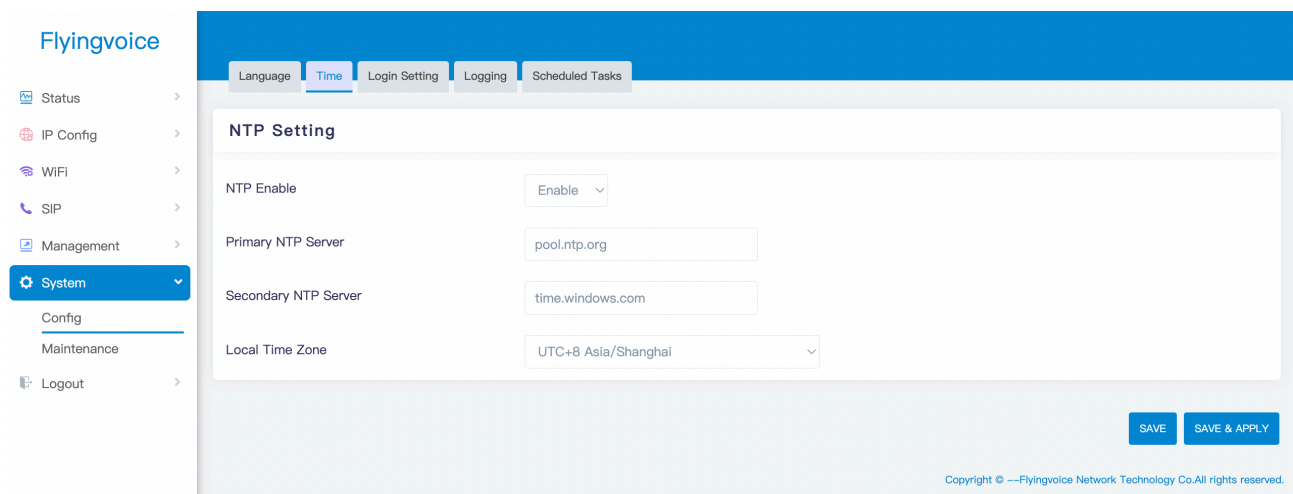 Flyingvoice
Language Time Login Setting Logging Scheduled Tasks
Status
IP Config
WiFi
SIP
Management
System
Config
Maintenance
Logout
NTP Setting
NTP Enable Enable
Primary NTP Server pool.ntp.org
Secondary NTP Server time.windows.com
Local Time Zone UTC+8 Asia/Shanghai
SAVE SAVE & APPLY
Copyright © --Flyingvoice Network Technology Co.All rights reserved.